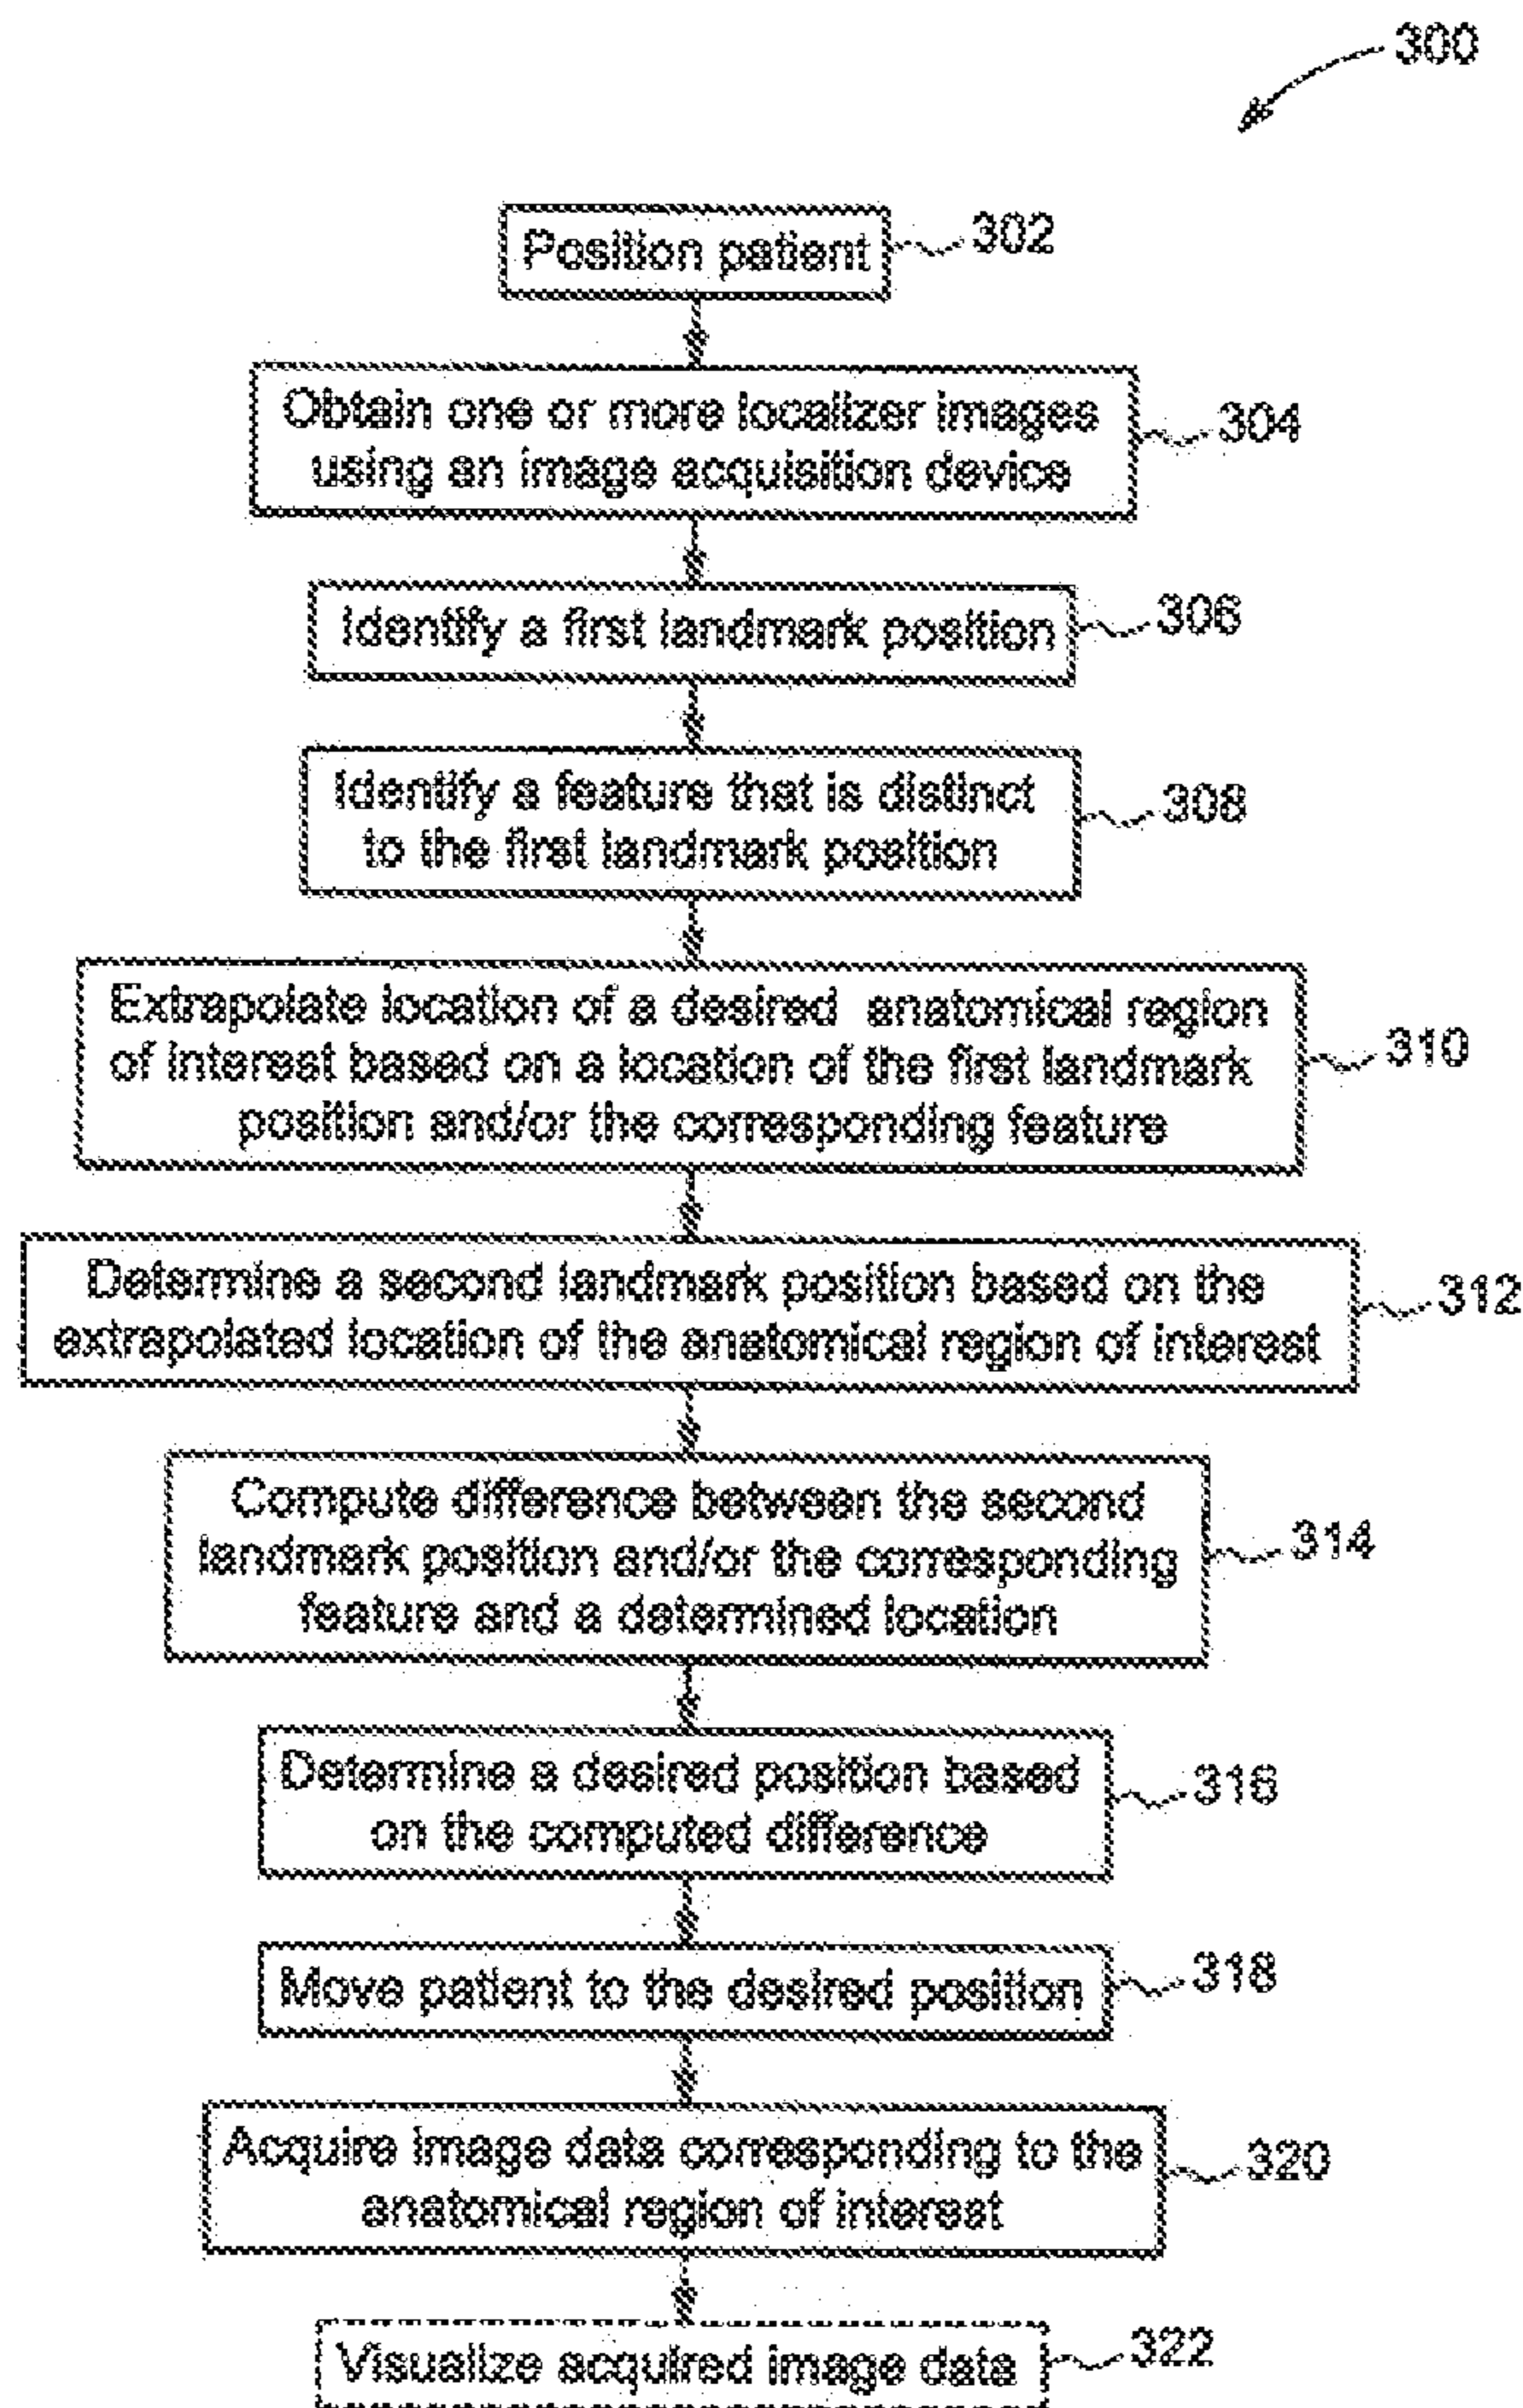 300
Position patient
302
Obtain one or more localizer images
using an image acquisition device
304
Identify a first landmark position
306
Identify a feature that is distinct
to the first landmark position
308
Extrapolate location of a desired anatomical region
of interest based on a location of the first landmark
position and/or the corresponding feature
310
Determine a second landmark position based on the
extrapolated location of the anatomical region of interest
312
Compute difference between the second
landmark position and/or the corresponding
feature and a determined location
314
Determine a desired position based
on the computed difference
316
Move patient to the desired position
318
Acquire image data corresponding to the
anatomical region of interest
320
Visualize acquired image data
322